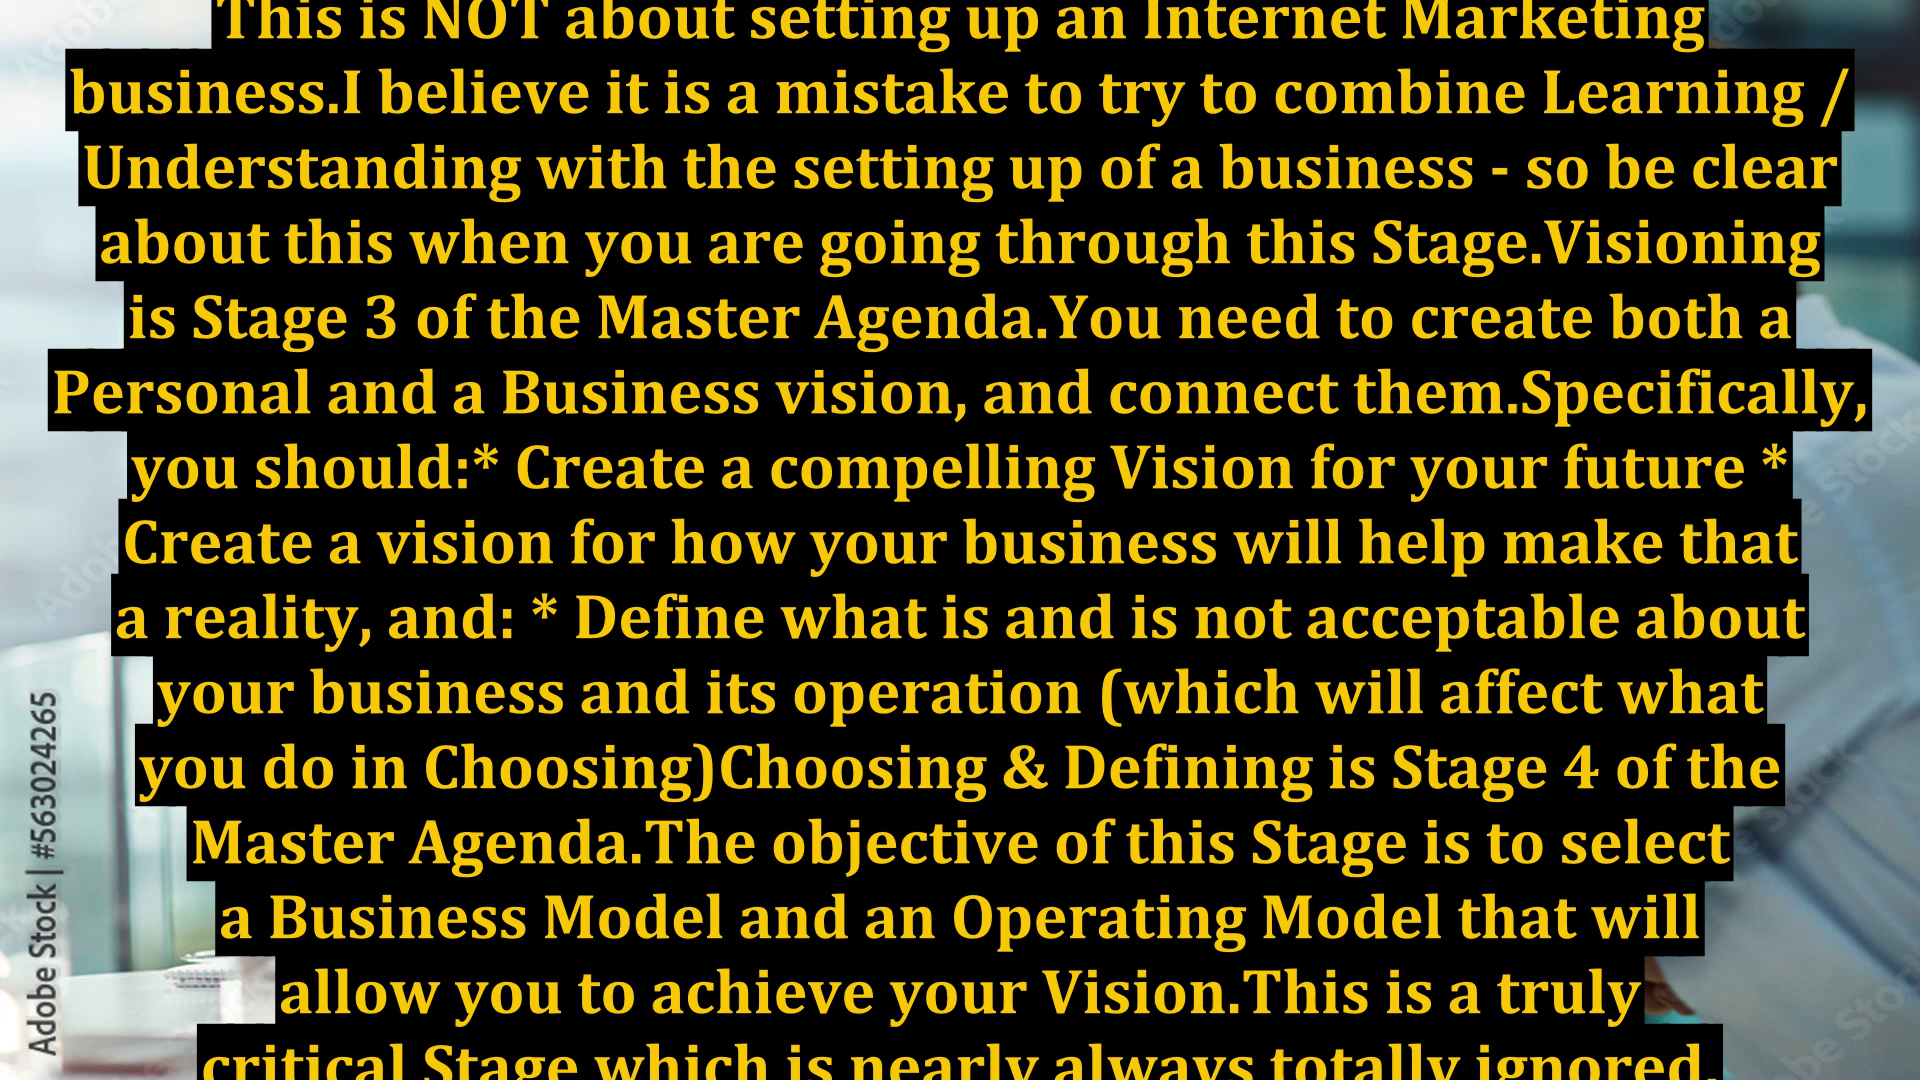 This is NOT about setting up an Internet Marketing
business.I believe it is a mistake to try to combine Learning /
Understanding with the setting up of a business - so be clear
about this when you are going through this Stage.Visioning
is Stage 3 of the Master Agenda.You need to create both a
Personal and a Business vision, and connect them.Specifically,
you should:* Create a compelling Vision for your future *
Create a vision for how your business will help make that
a reality, and: * Define what is and is not acceptable about
your business and its operation (which will affect what
you do in Choosing)Choosing & Defining is Stage 4 of the
Master Agenda.The objective of this Stage is to select
a Business Model and an Operating Model that will
allow you to achieve your Vision.This is a truly
critical Stage which is nearly always totally ignored.
Adobe Stock | #563024265